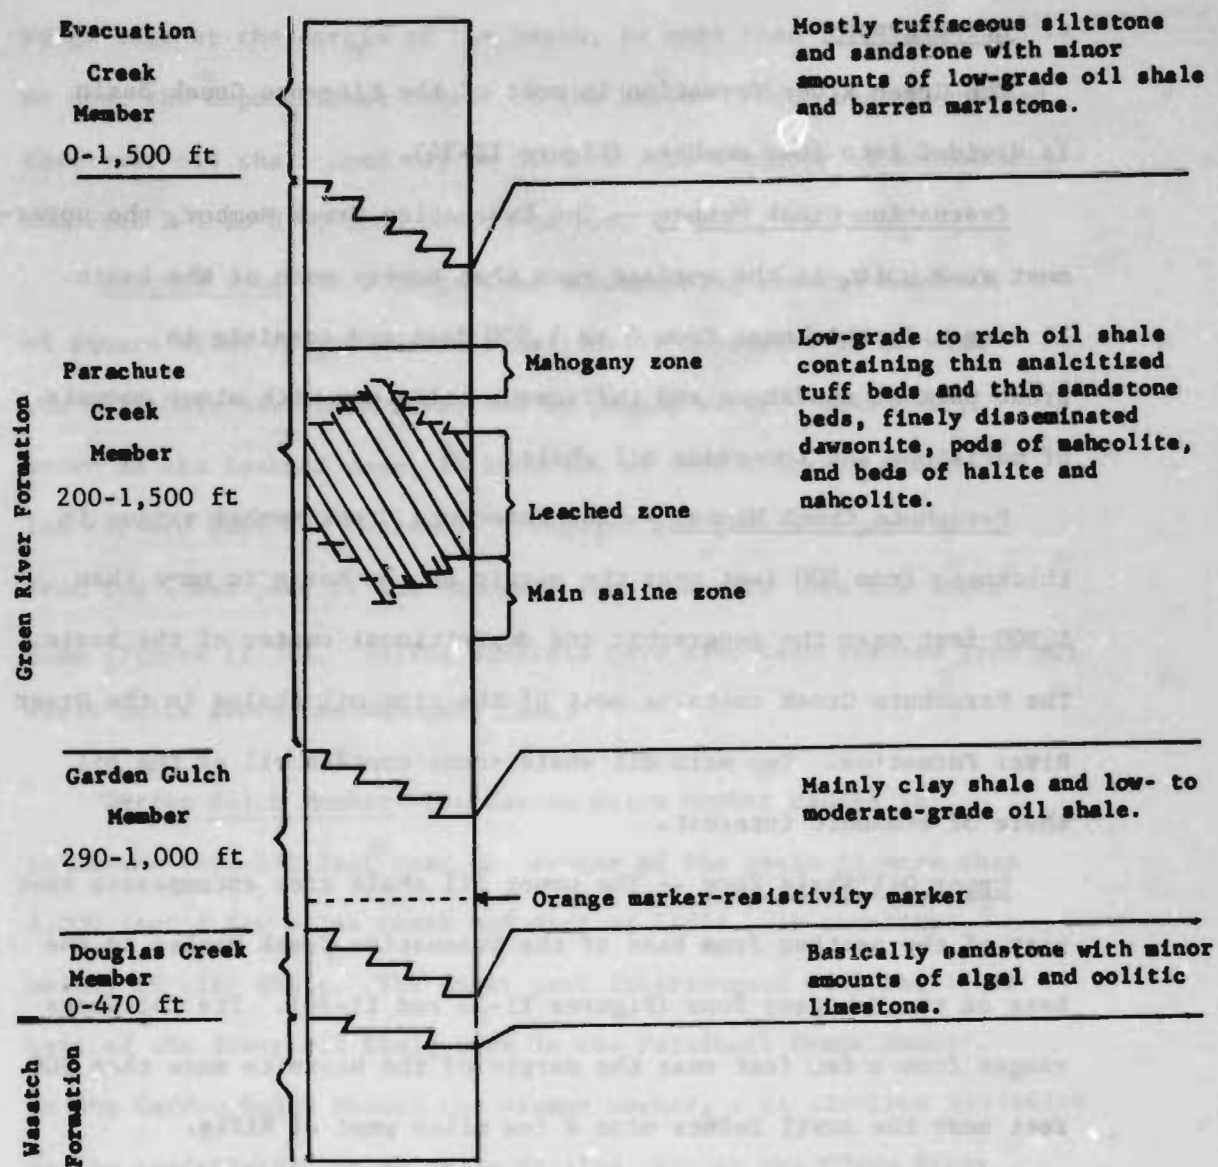 Evacuation
Creek
Member
0-1,500 ft
Mostly tuffaceous siltstone
and sandstone with minor
amounts of low-grade oil shale
and barren marlstone.
Green River Formation
Parachute
Creek
Member
200-1,500 ft
Mahogany zone
Leached zone
Main saline zone
Low-grade to rich oil shale
containing thin analcitized
tuff beds and thin sandstone
beds, finely disseminated
dawsonite, pods of nahcolite,
and beds of halite and
nahcolite.
Garden Gulch
Member
290-1,000 ft
Mainly clay shale and low- to
moderate-grade oil shale.
Orange marker-resistivity marker
Douglas Creek
Member
0-470 ft
Basically sandstone with minor
amounts of algal and oolitic
limestone.
Wasatch
Formation